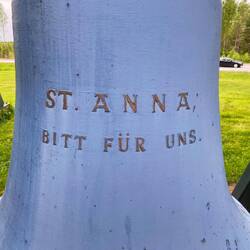 ST. ANNA,
BITT FÜR UNS.